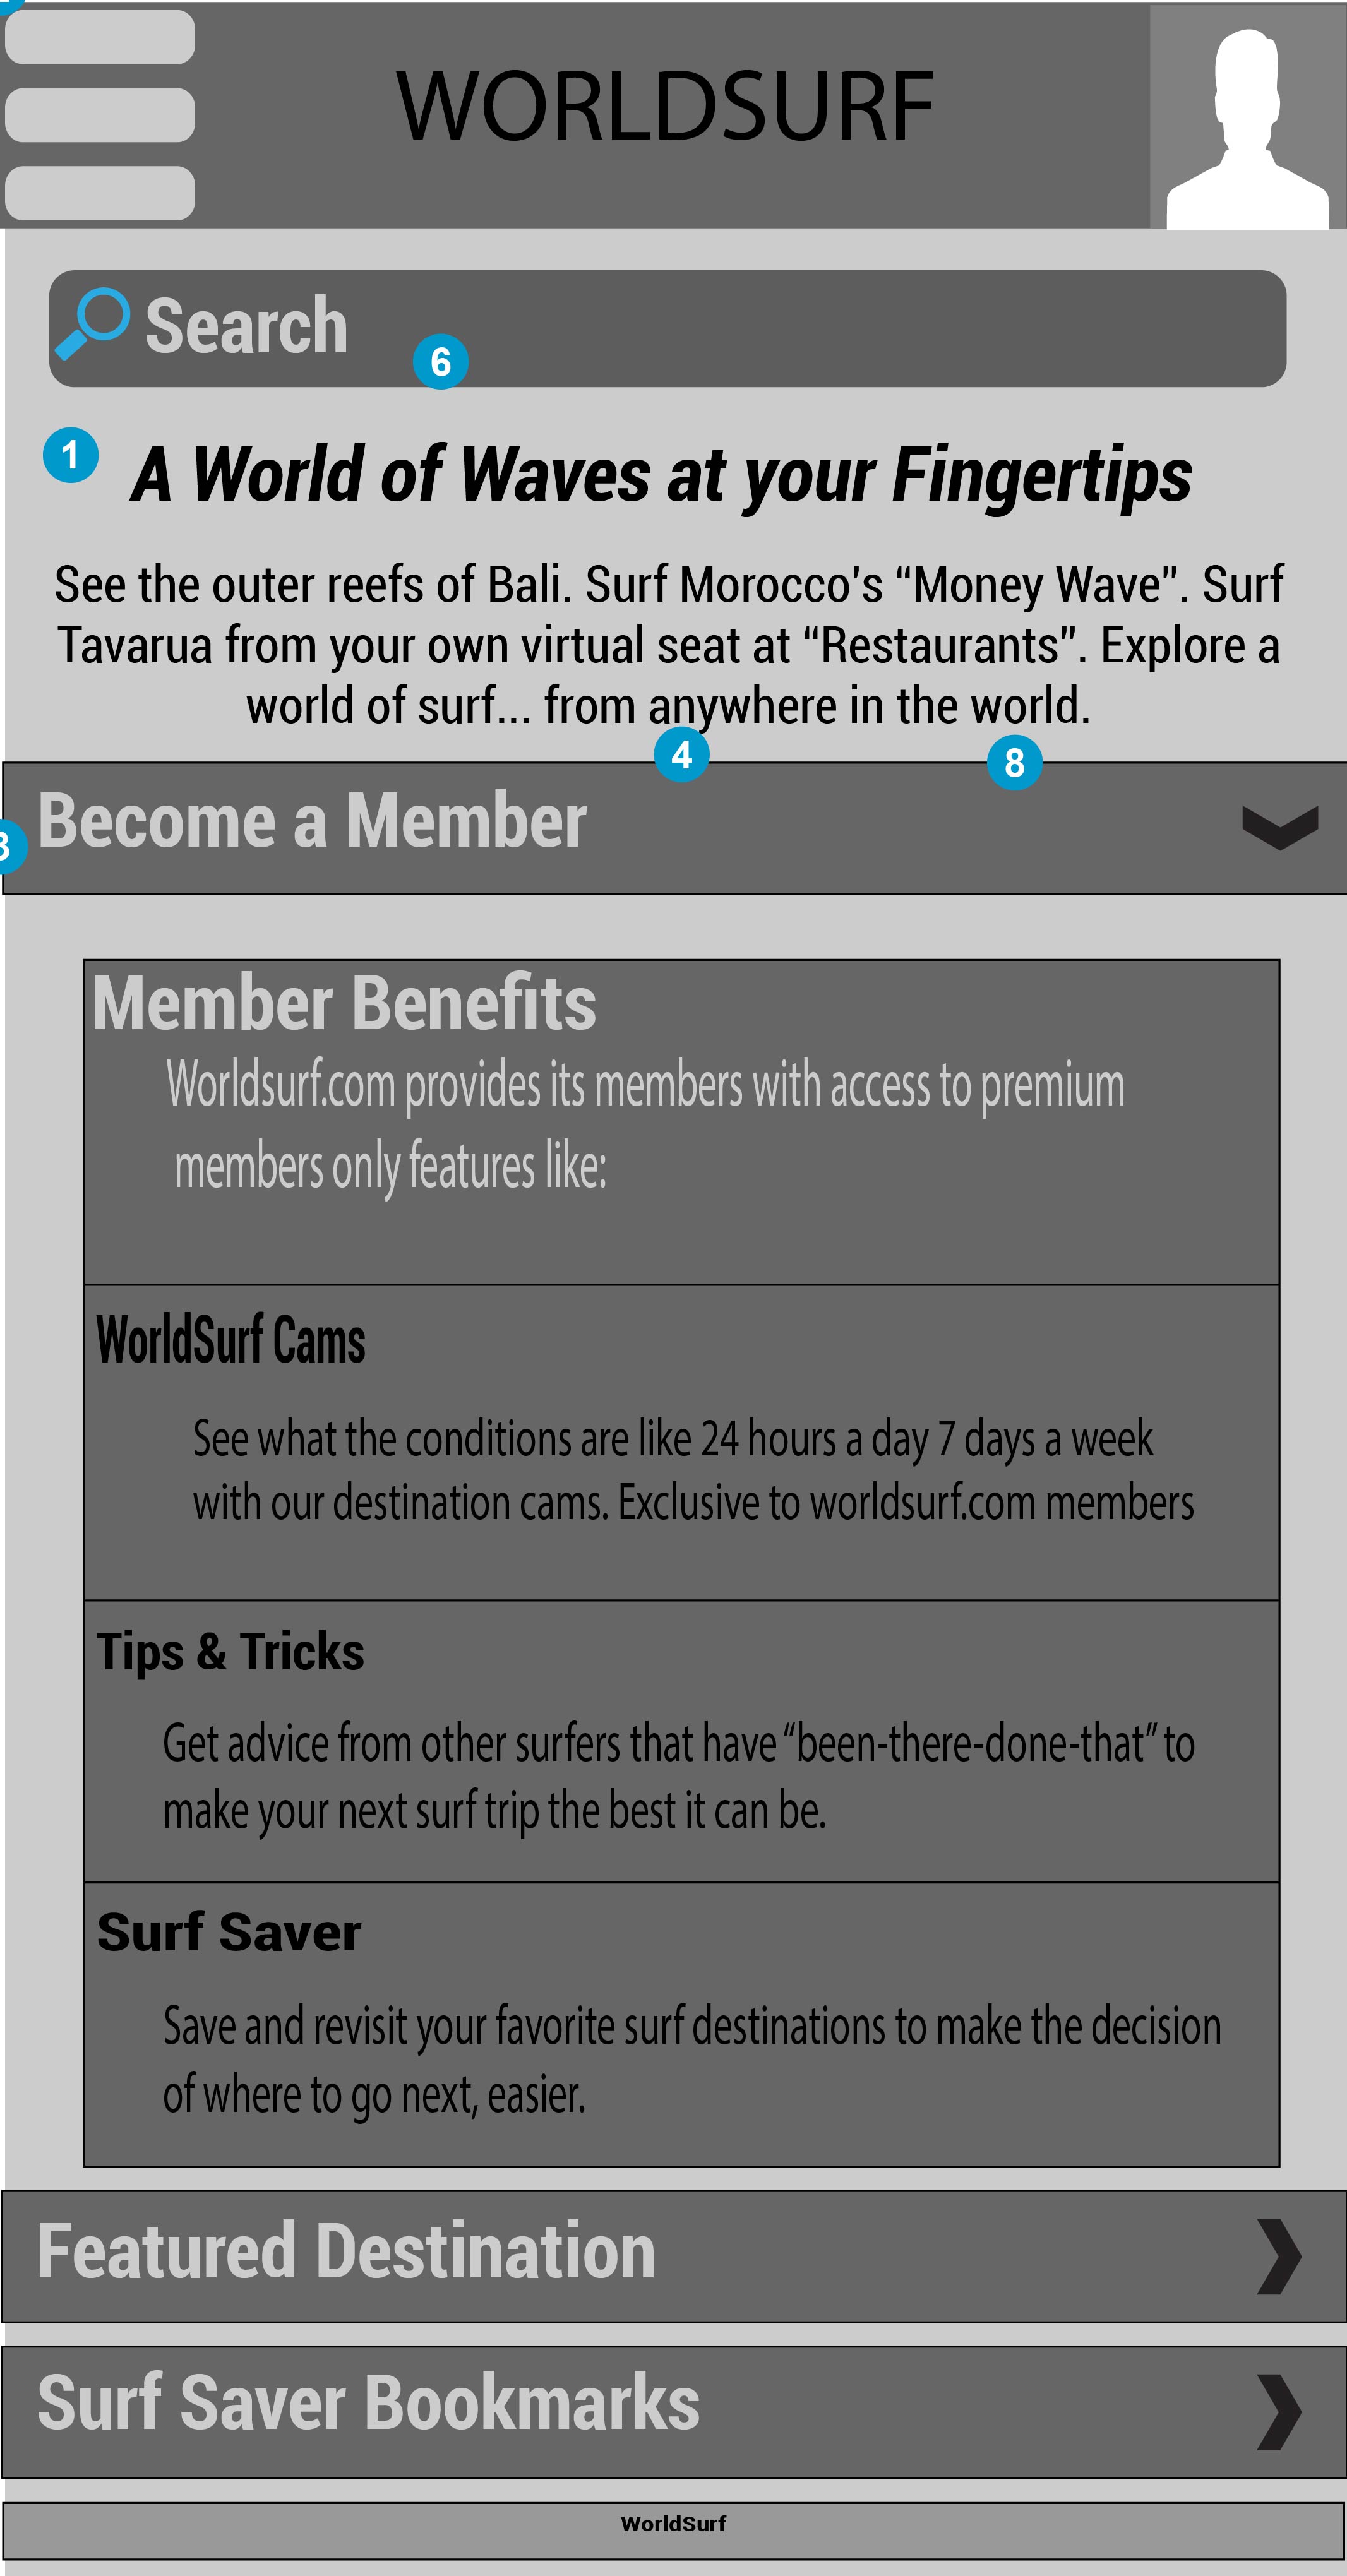 WORLDSURF
Search
6
1
A World of Waves at your Fingertips
See the outer reefs of Bali. Surf Morocco's “Money Wave”. Surf
Tavarua from your own virtual seat at “Restaurants”. Explore a
world of surf... from anywhere in the world.
4
8
Become a Member
3
Member Benefits
Worldsurf.com provides its members with access to premium
members only features like:
WorldSurf Cams
See what the conditions are like 24 hours a day 7 days a week
with our destination cams. Exclusive to worldsurf.com members
Tips & Tricks
Get advice from other surfers that have “been-there-done-that” to
make your next surf trip the best it can be.
Surf Saver
Save and revisit your favorite surf destinations to make the decision
of where to go next, easier.
Featured Destination
Surf Saver Bookmarks
WorldSurf